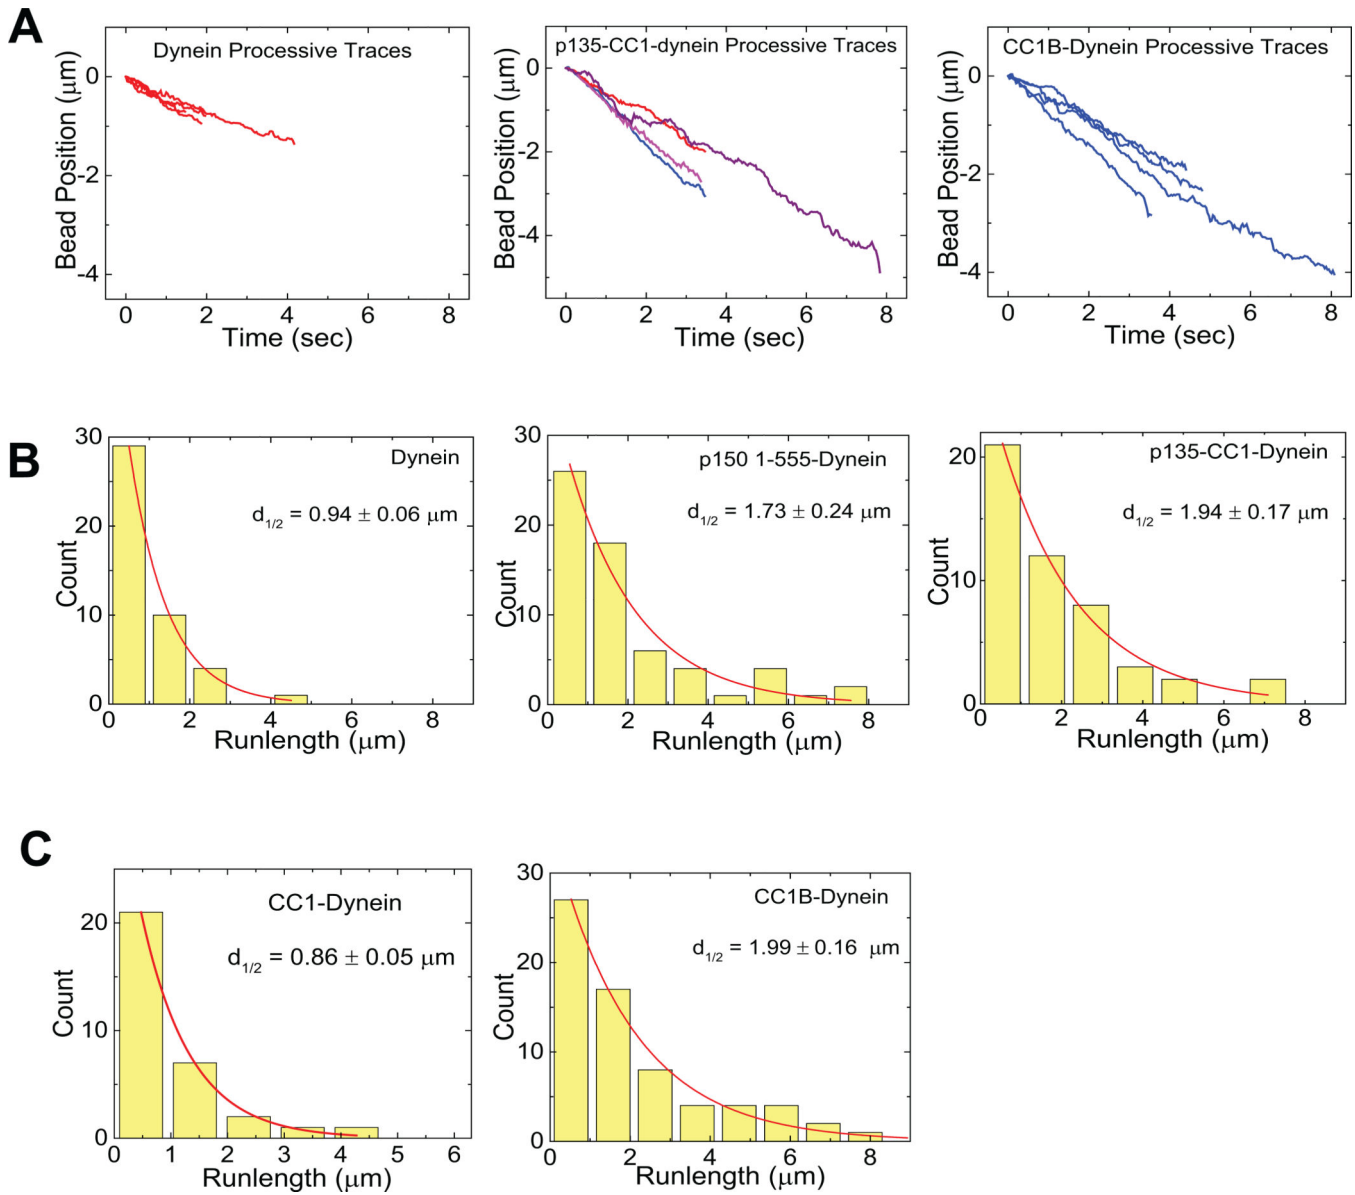 A
Dynein Processive Traces
0
-2
-4
Bead Position (μm)
0 2 4 6 8
Time (sec)
p135-CC1-dynein Processive Traces
0
-2
-4
Bead Position (μm)
0 2 4 6 8
Time (sec)
CC1B-Dynein Processive Traces
0
-2
-4
Bead Position (μm)
0 2 4 6 8
Time (sec)
B
30
20
10
0
Count
Dynein
d1/2 = 0.94 ± 0.06 μm
0 2 4 6 8
Runlength (μm)
30
20
10
0
Count
p150 1-555-Dynein
d1/2 = 1.73 ± 0.24 μm
0 2 4 6 8
Runlength (μm)
20
10
0
Count
p135-CC1-Dynein
d1/2 = 1.94 ± 0.17 μm
0 2 4 6 8
Runlength (μm)
C
20
10
0
Count
CC1-Dynein
d1/2 = 0.86 ± 0.05 μm
0 1 2 3 4 5 6
Runlength (μm)
30
20
10
0
Count
CC1B-Dynein
d1/2 = 1.99 ± 0.16 μm
0 2 4 6 8
Runlength (μm)